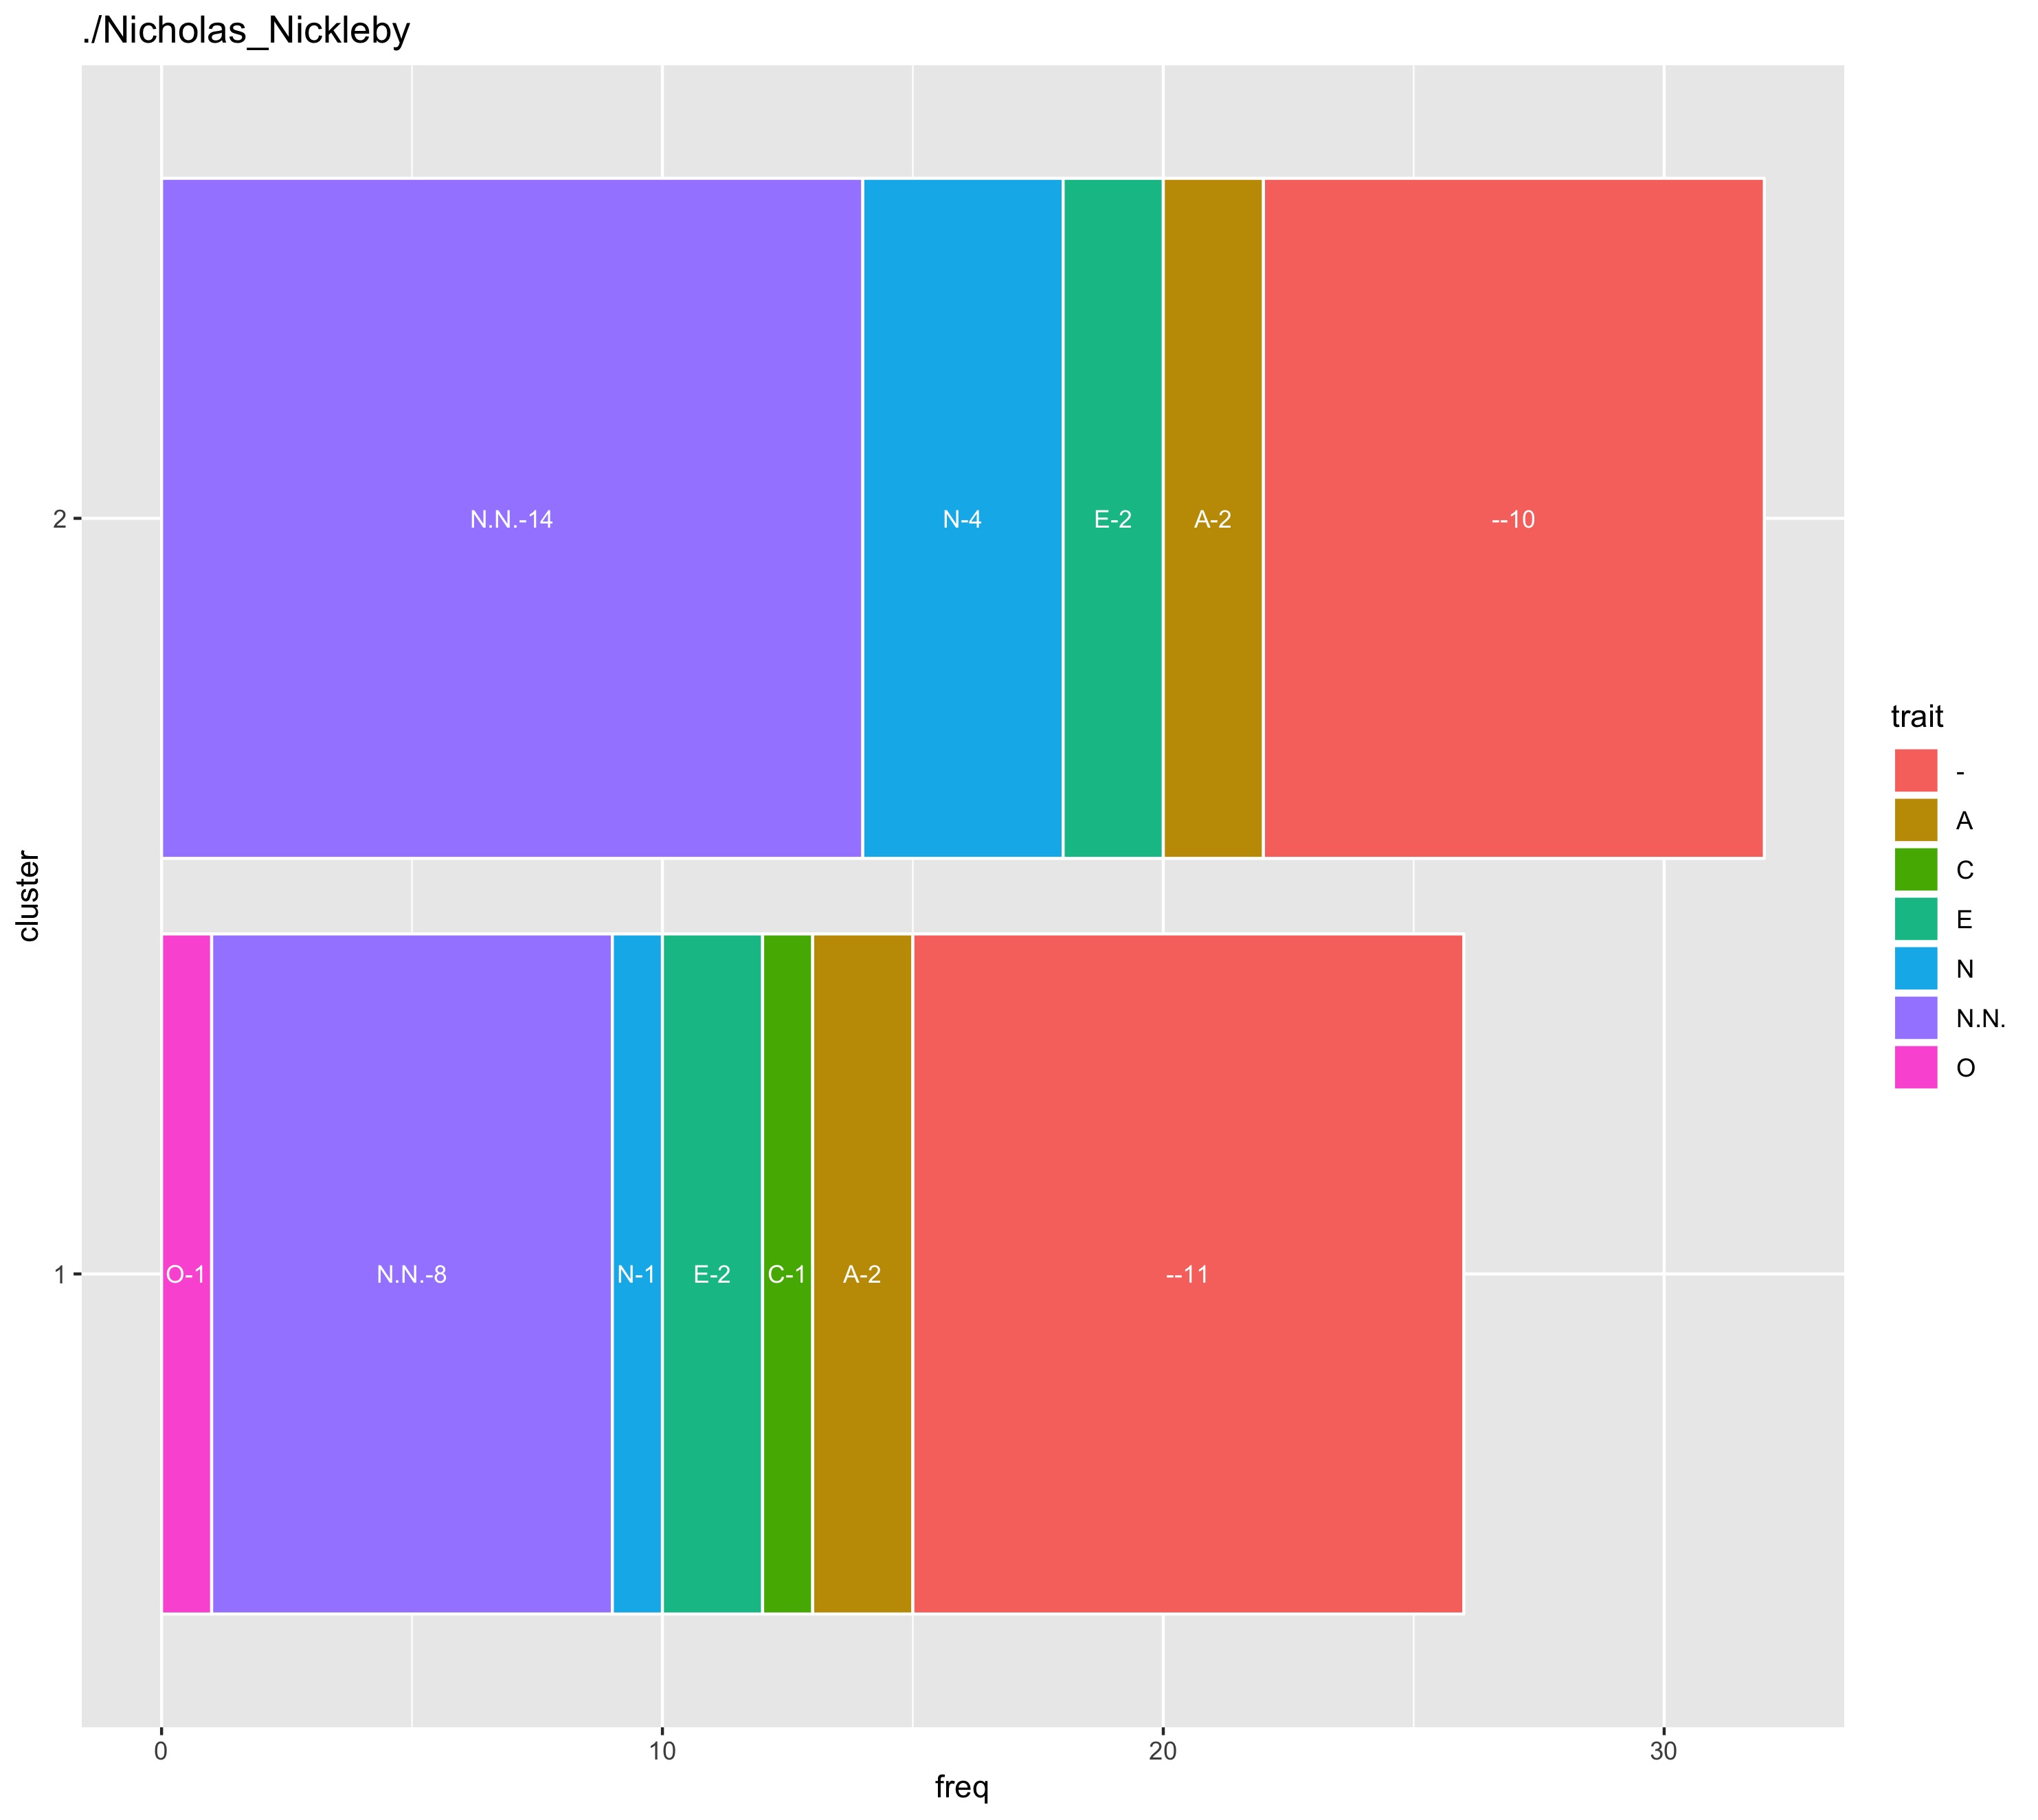 ./Nicholas_Nickleby
cluster
2
N.N.-14
N-4
E-2
A-2
--10
1
O-1
N.N.-8
N-1
E-2
C-1
A-2
--11
0
10
20
30
freq
trait
-
A
C
E
N
N.N.
O